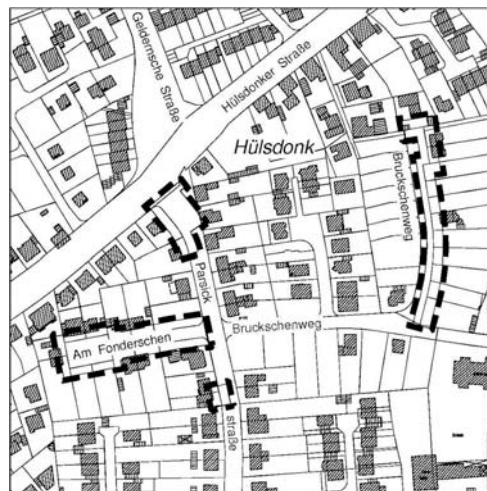 Geldernsche Straße
Hülsdonker Straße
Hülsdonk
Bruckschenweg
Parsick
Bruckschenweg
Am Fonderschen
straße